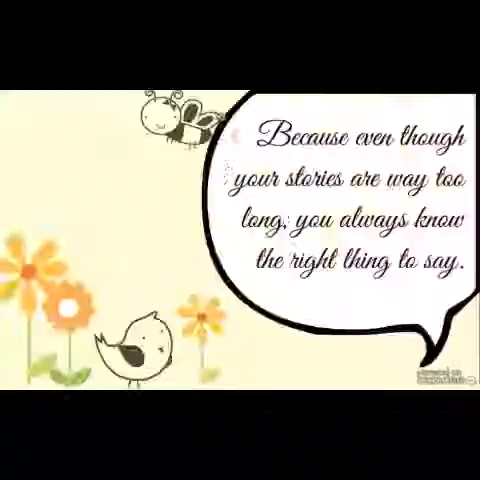 Because even though
your stories are way too
long, you always know
the right thing to say.